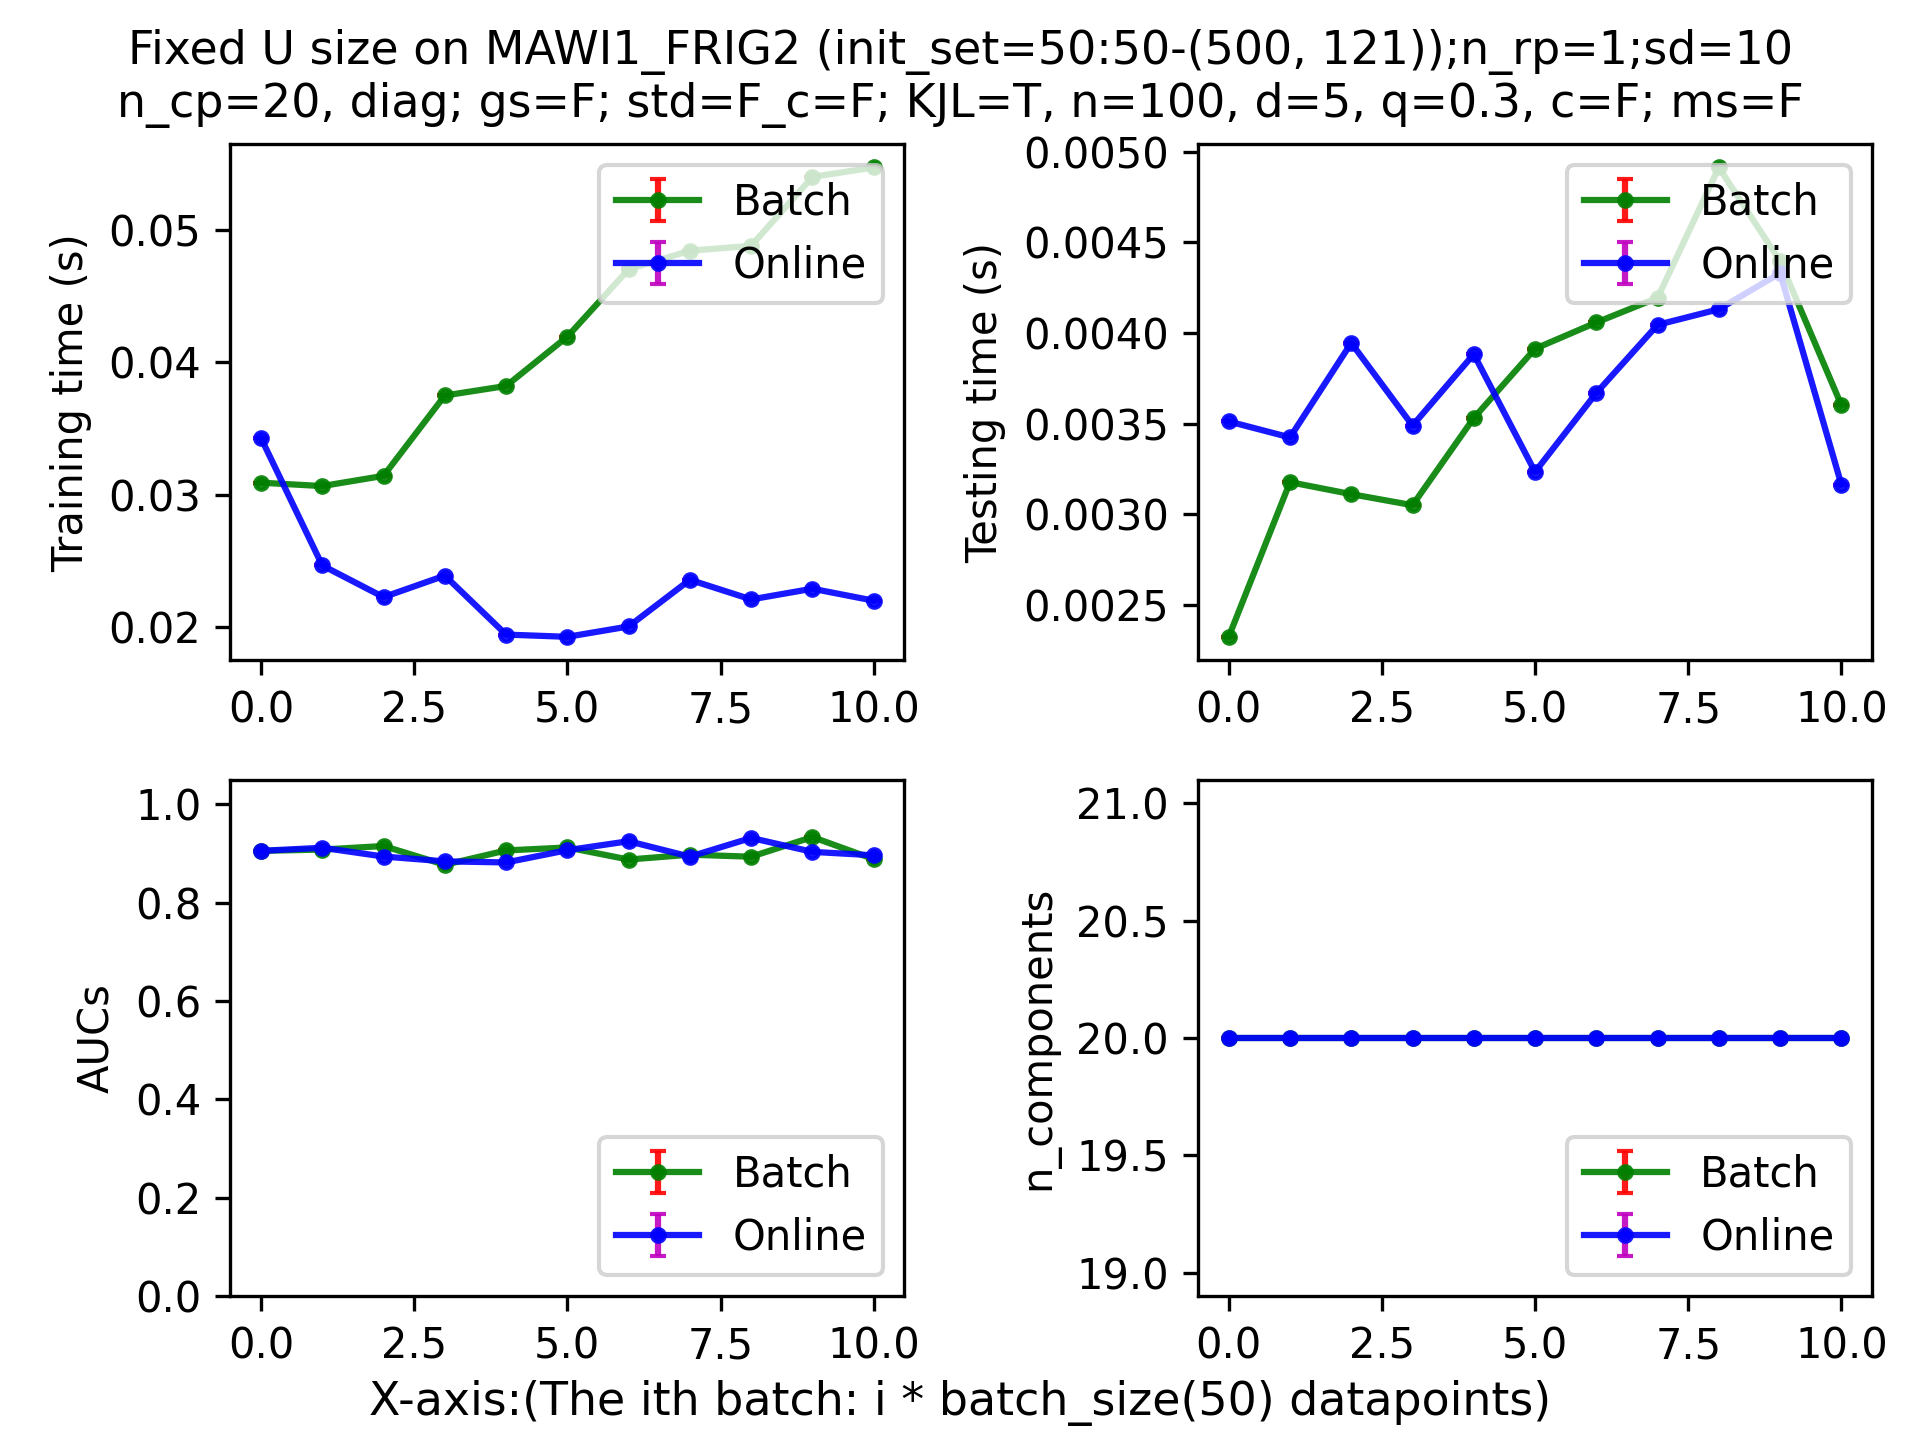 Fixed U size on MAWI1_FRIG2 (init_set=50:50-(500, 121));n_rp=1;sd=10
n_cp=20, diag; gs=F; std=F_c=F; KJL=T, n=100, d=5, q=0.3, c=F; ms=F
Training time (s)
0.05
0.04
0.03
0.02
Batch
Online
0.0 2.5 5.0 7.5 10.0
Testing time (s)
0.0050
0.0045
0.0040
0.0035
0.0030
0.0025
Batch
Online
0.0 2.5 5.0 7.5 10.0
AUCs
1.0
0.8
0.6
0.4
0.2
0.0
Batch
Online
0.0 2.5 5.0 7.5 10.0
n_components
21.0
20.5
20.0
19.5
19.0
Batch
Online
0.0 2.5 5.0 7.5 10.0
X-axis:(The ith batch: i * batch_size(50) datapoints)